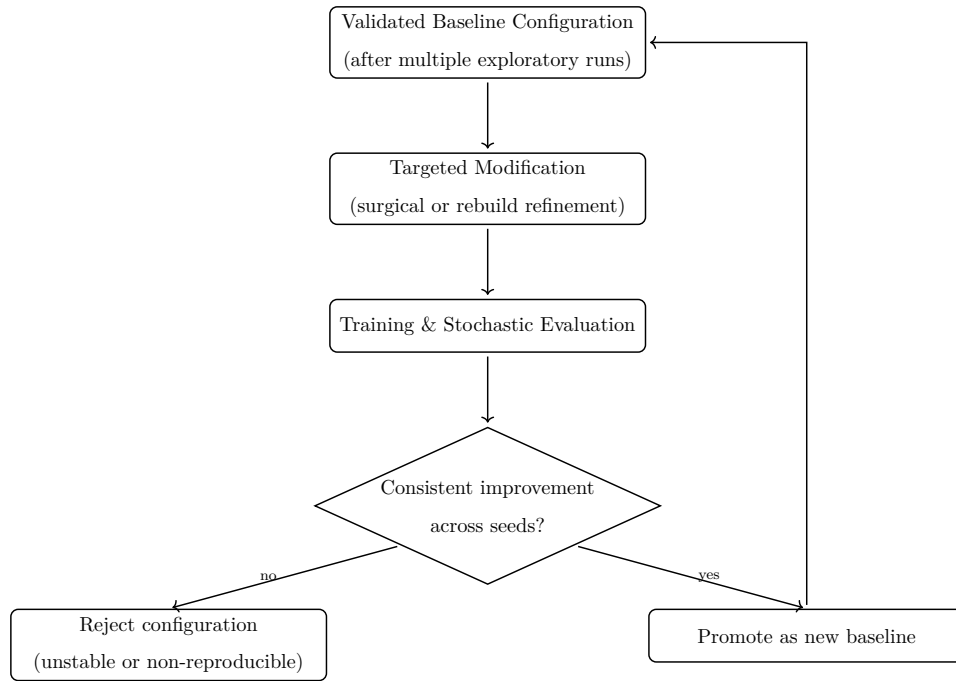 Validated Baseline Configuration
(after multiple exploratory runs)
Targeted Modification
(surgical or rebuild refinement)
Training & Stochastic Evaluation
Consistent improvement
across seeds?
no
yes
Reject configuration
(unstable or non-reproducible)
Promote as new baseline